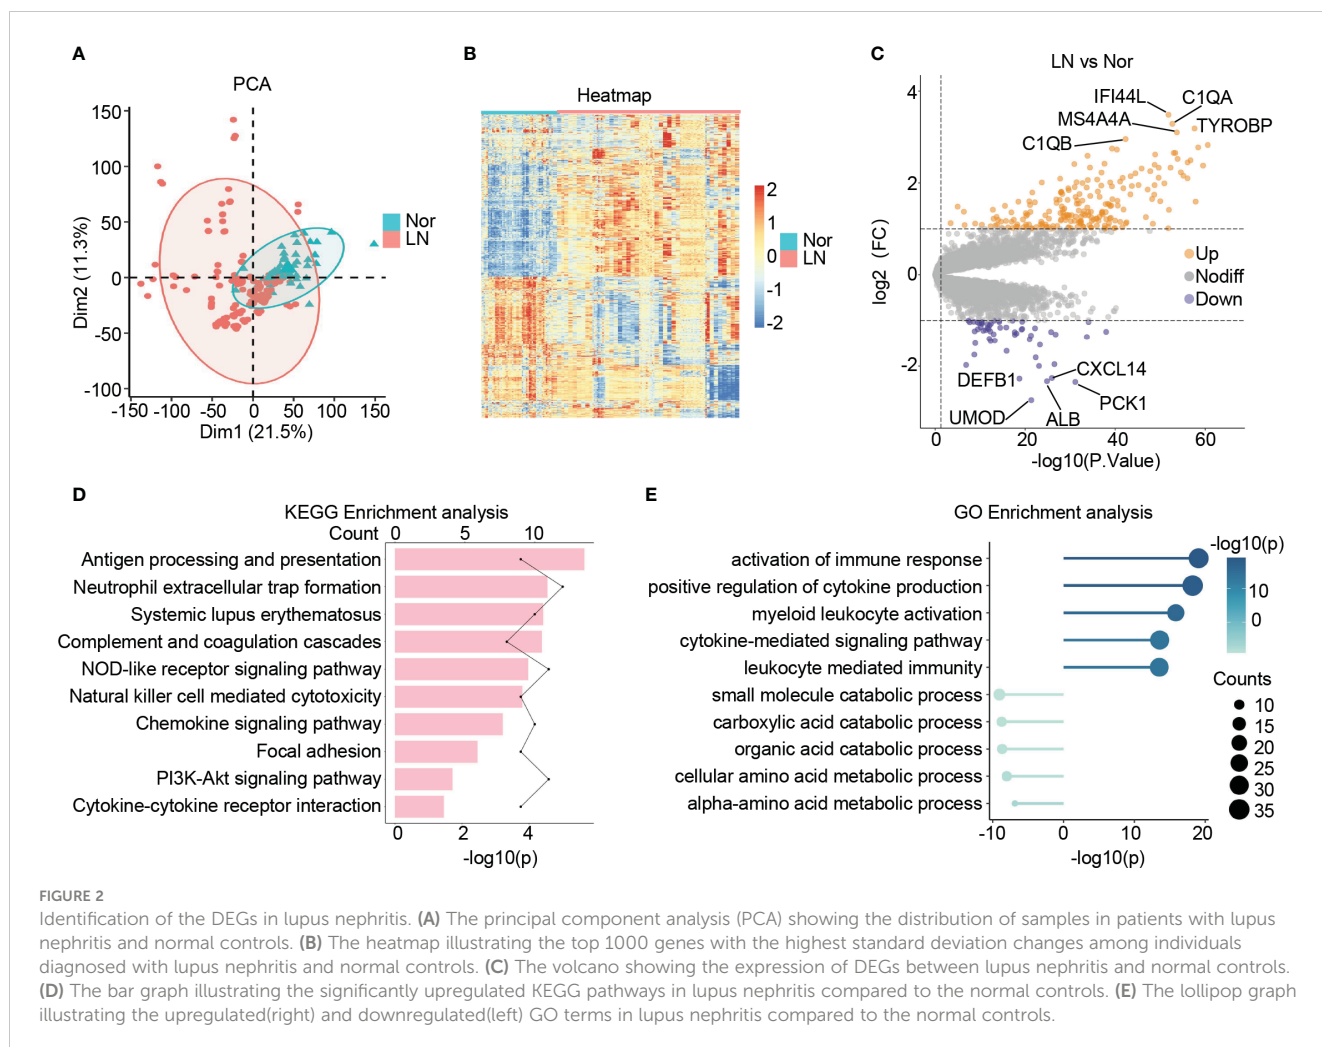 A
PCA
150
100
50
0
-50
-100
Dim2 (11.3%)
-150 -100 -50 0 50 100 150
Dim1 (21.5%)
Nor
LN
B
Heatmap
2
1
0
-1
-2
Nor
LN
C
LN vs Nor
4
2
0
-2
log2 (FC)
IFI44L
C1QA
MS4A4A
TYROBP
C1QB
Up
Nodiff
Down
DEFB1
CXCL14
PCK1
UMOD
ALB
0 20 40 60
-log10(P.Value)
D
KEGG Enrichment analysis
Count 0 5 10
Antigen processing and presentation
Neutrophil extracellular trap formation
Systemic lupus erythematosus
Complement and coagulation cascades
NOD-like receptor signaling pathway
Natural killer cell mediated cytotoxicity
Chemokine signaling pathway
Focal adhesion
PI3K-Akt signaling pathway
Cytokine-cytokine receptor interaction
0 2 4
-log10(p)
E
GO Enrichment analysis
activation of immune response
positive regulation of cytokine production
myeloid leukocyte activation
cytokine-mediated signaling pathway
leukocyte mediated immunity
small molecule catabolic process
carboxylic acid catabolic process
organic acid catabolic process
cellular amino acid metabolic process
alpha-amino acid metabolic process
-10 0 10 20
-log10(p)
-log10(p)
10
0
Counts
10
15
20
25
30
35
FIGURE 2
Identification of the DEGs in lupus nephritis. (A) The principal component analysis (PCA) showing the distribution of samples in patients with lupus
nephritis and normal controls. (B) The heatmap illustrating the top 1000 genes with the highest standard deviation changes among individuals
diagnosed with lupus nephritis and normal controls. (C) The volcano showing the expression of DEGs between lupus nephritis and normal controls.
(D) The bar graph illustrating the significantly upregulated KEGG pathways in lupus nephritis compared to the normal controls. (E) The lollipop graph
illustrating the upregulated(right) and downregulated(left) GO terms in lupus nephritis compared to the normal controls.